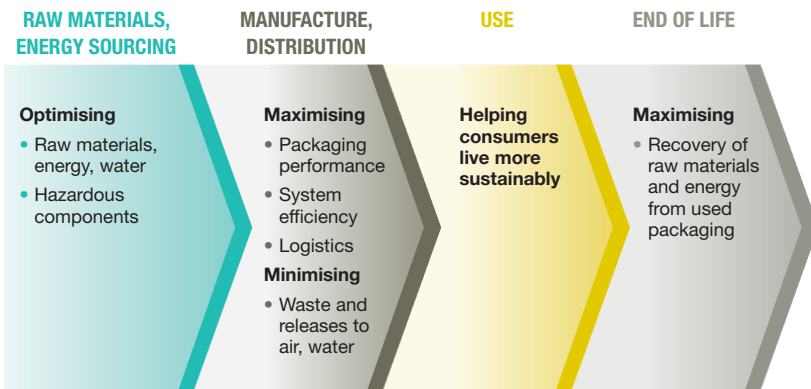 RAW MATERIALS,
ENERGY SOURCING
MANUFACTURE,
DISTRIBUTION
USE
END OF LIFE
Optimising
• Raw materials,
energy, water
• Hazardous
components
Maximising
• Packaging
performance
• System
efficiency
• Logistics
Minimising
• Waste and
releases to
air, water
Helping
consumers
live more
sustainably
Maximising
• Recovery of
raw materials
and energy
from used
packaging